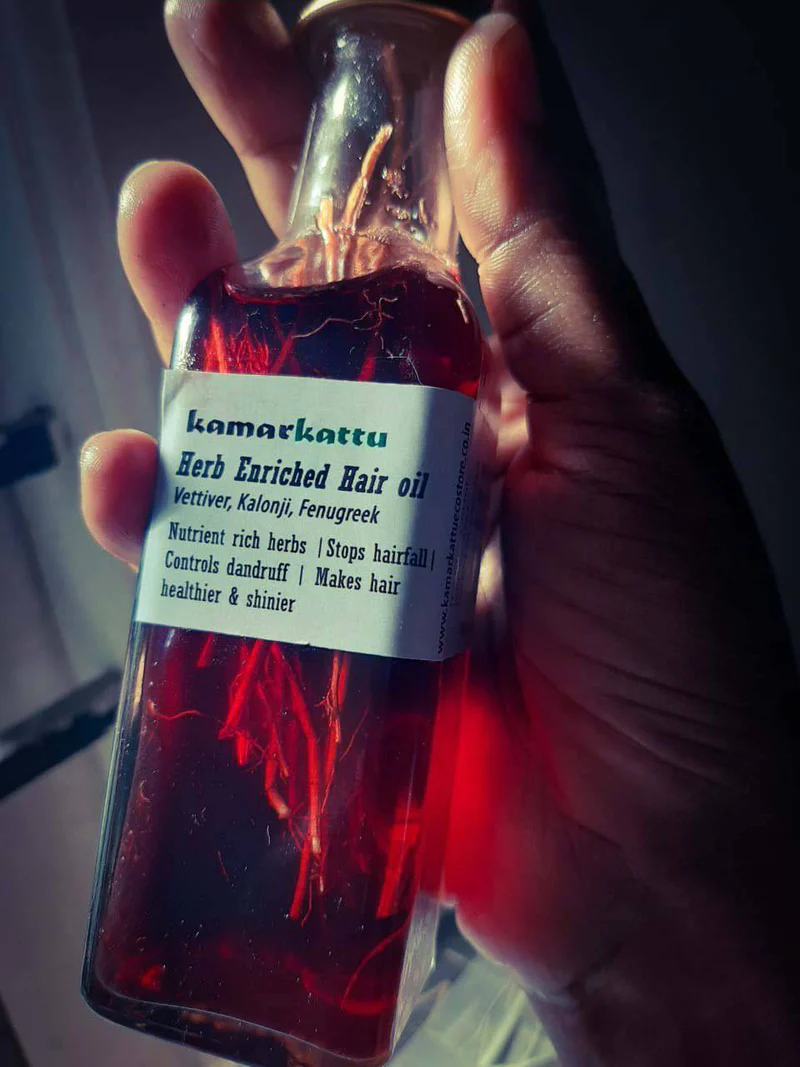 kamarkattu
Herb Enriched Hair oil
Vettiver, Kalonji, Fenugreek
Nutrient rich herbs | Stops hairfall |
Controls dandruff | Makes hair
healthier & shinier
www.kamarkattuecostore.co.in